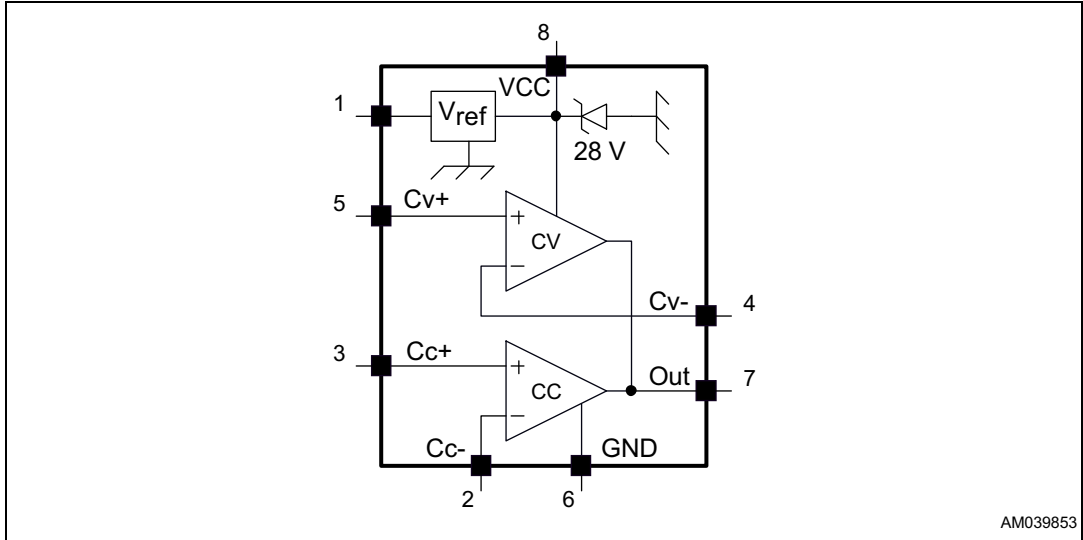 8
VCC
1
Vref
28 V
5
Cv+
+
CV
−
Cv-
4
3
Cc+
+
CC
−
Out
7
Cc-
GND
2
6
AM039853